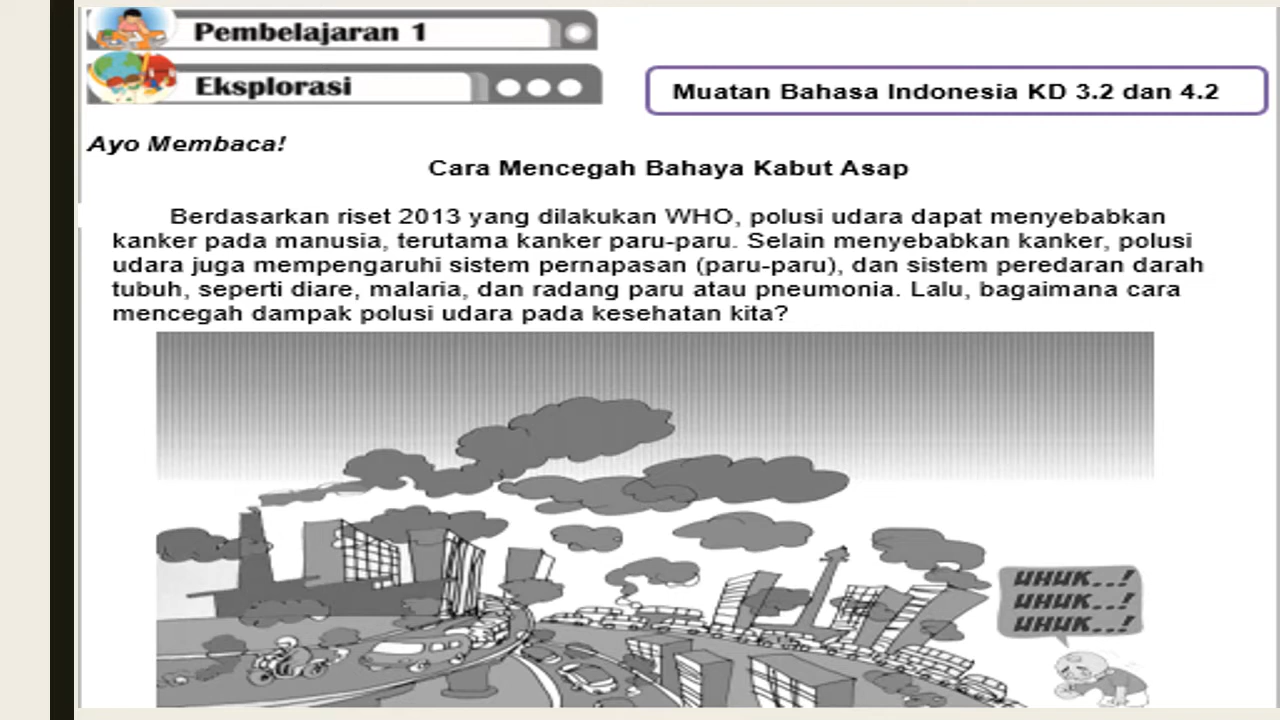 Pembelajaran 1
Eksplorasi
Muatan Bahasa Indonesia KD 3.2 dan 4.2
Ayo Membaca!
Cara Mencegah Bahaya Kabut Asap
Berdasarkan riset 2013 yang dilakukan WHO, polusi udara dapat menyebabkan
kanker pada manusia, terutama kanker paru-paru. Selain menyebabkan kanker, polusi
udara juga mempengaruhi sistem pernapasan (paru-paru), dan sistem peredaran darah
tubuh, seperti diare, malaria, dan radang paru atau pneumonia. Lalu, bagaimana cara
mencegah dampak polusi udara pada kesehatan kita?
UHUK...!
UHUK...!
UHUK...!